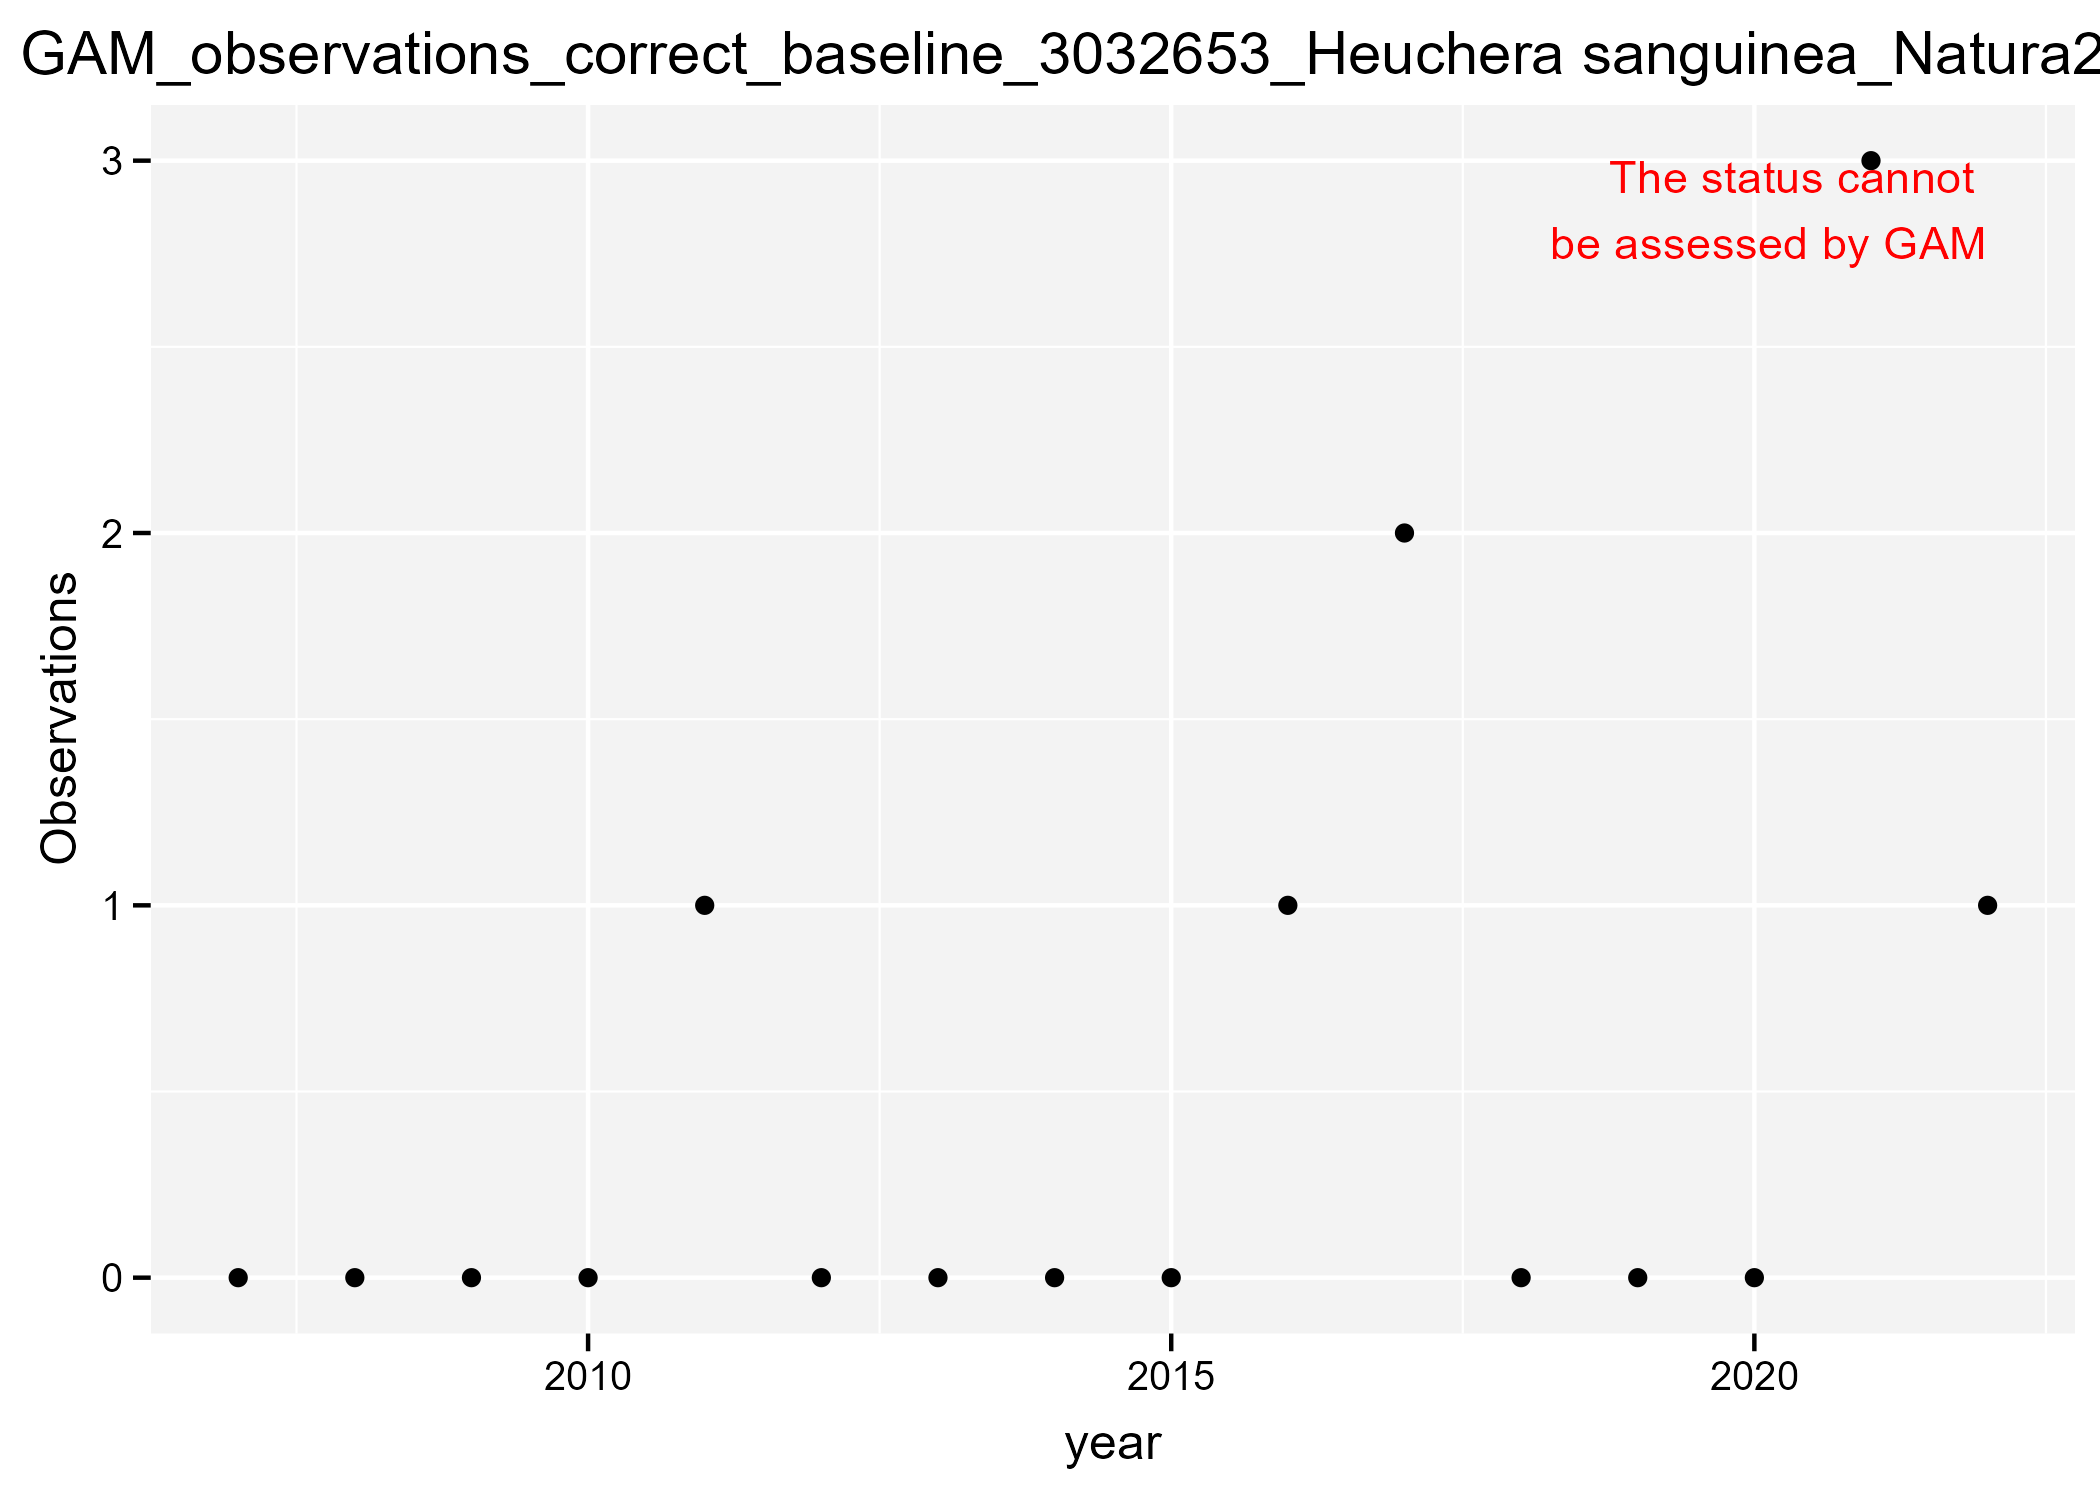 GAM_observations_correct_baseline_3032653_Heuchera sanguinea_Natura2
3
The status cannot
be assessed by GAM
2
Observations
1
0
2010 2015 2020
year